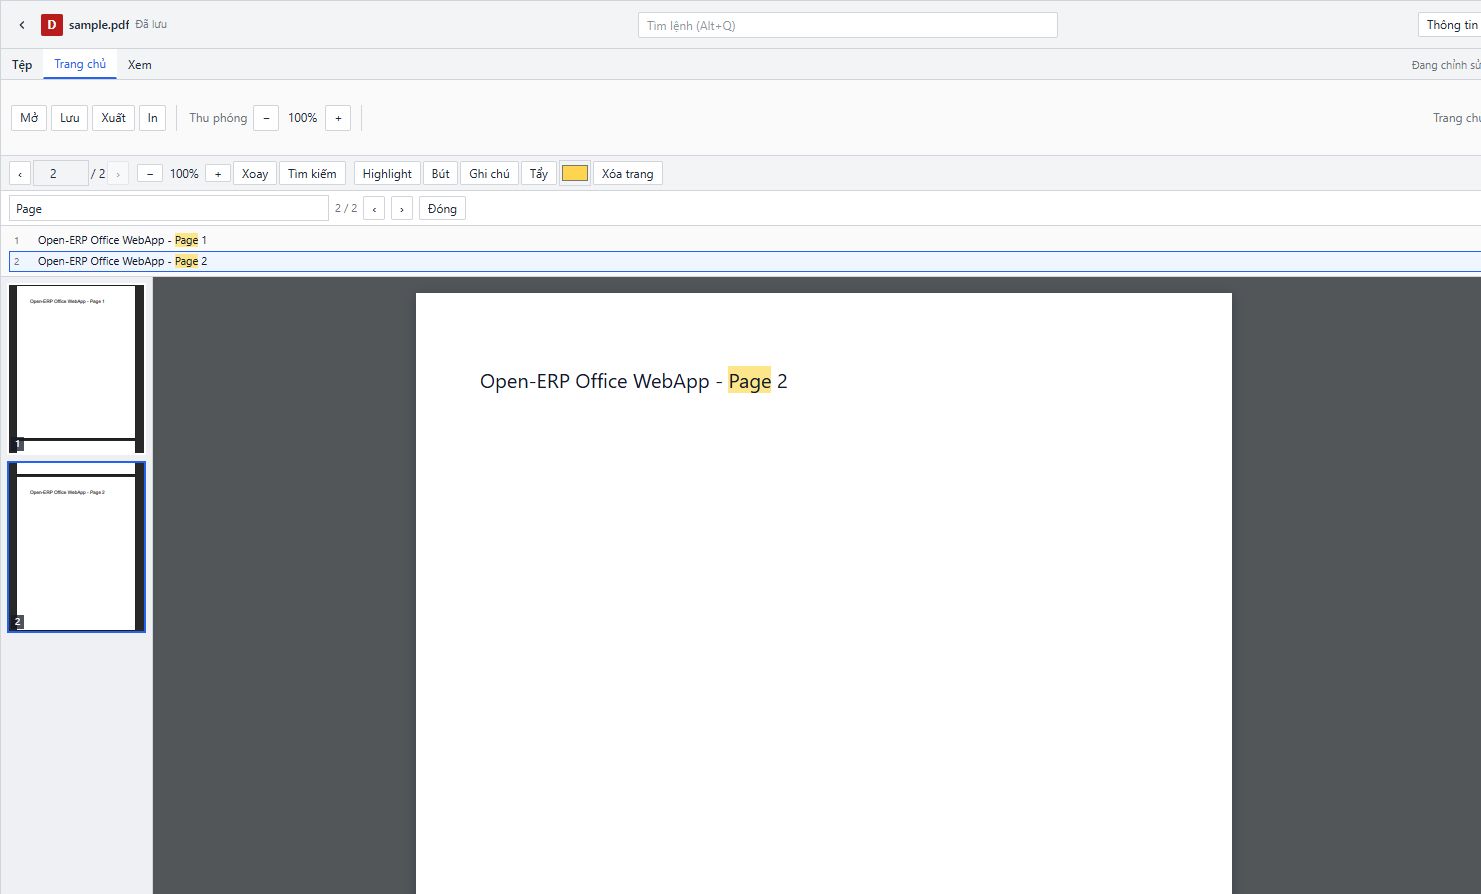 ‹ D sample.pdf Đã lưu Tìm lệnh (Alt+Q) Thông tin
Tệp Trang chủ Xem Đang chỉnh
Mở Lưu Xuất In Thu phóng − 100% + Trang
‹ 2 / 2 › − 100% + Xoay Tìm kiếm Highlight Bút Ghi chú Tẩy Xóa trang
Page 2 / 2 ‹ › Đóng
1 Open-ERP Office WebApp - Page 1
2 Open-ERP Office WebApp - Page 2
Open-ERP Office WebApp - Page 1
1
Open-ERP Office WebApp - Page 2
2
Open-ERP Office WebApp - Page 2